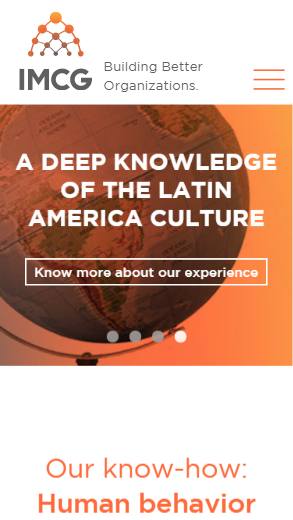 IMCG
Building Better
Organizations.
A DEEP KNOWLEDGE
OF THE LATIN
AMERICA CULTURE
Know more about our experience
Our know-how:
Human behavior